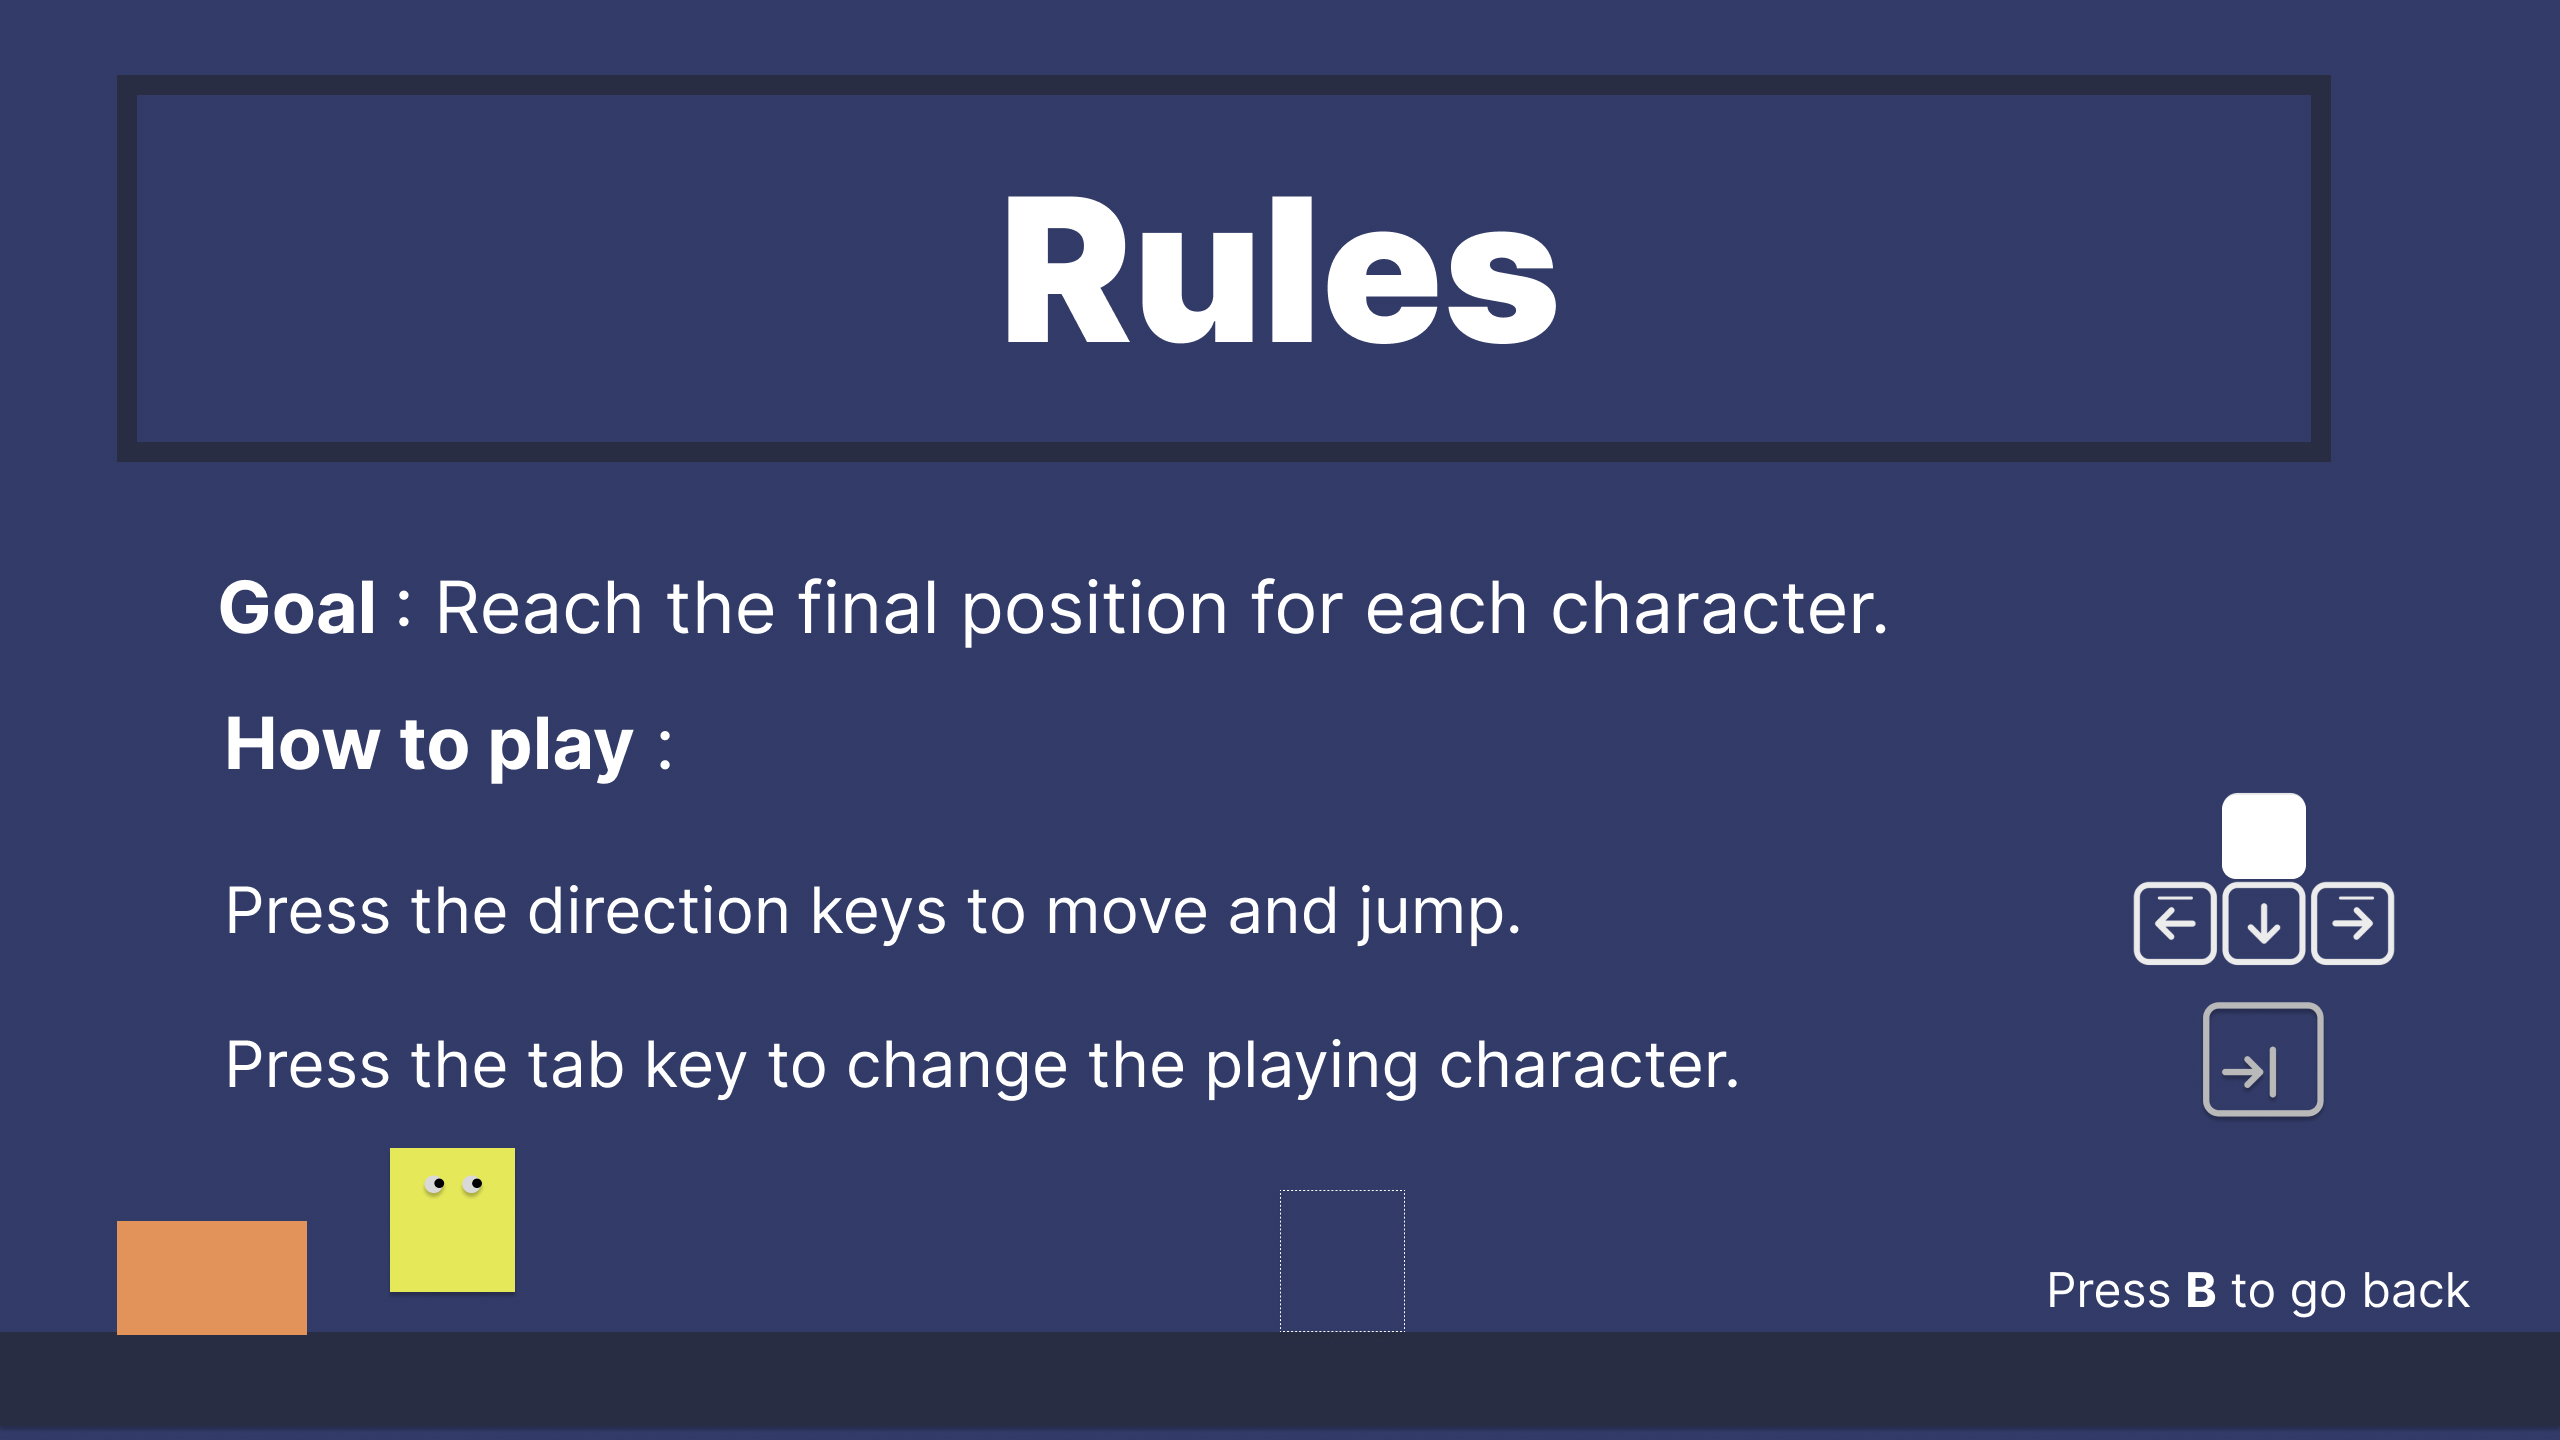 Rules
Goal : Reach the final position for each character.
How to play :
Press the direction keys to move and jump.
Press the tab key to change the playing character.
Press B to go back